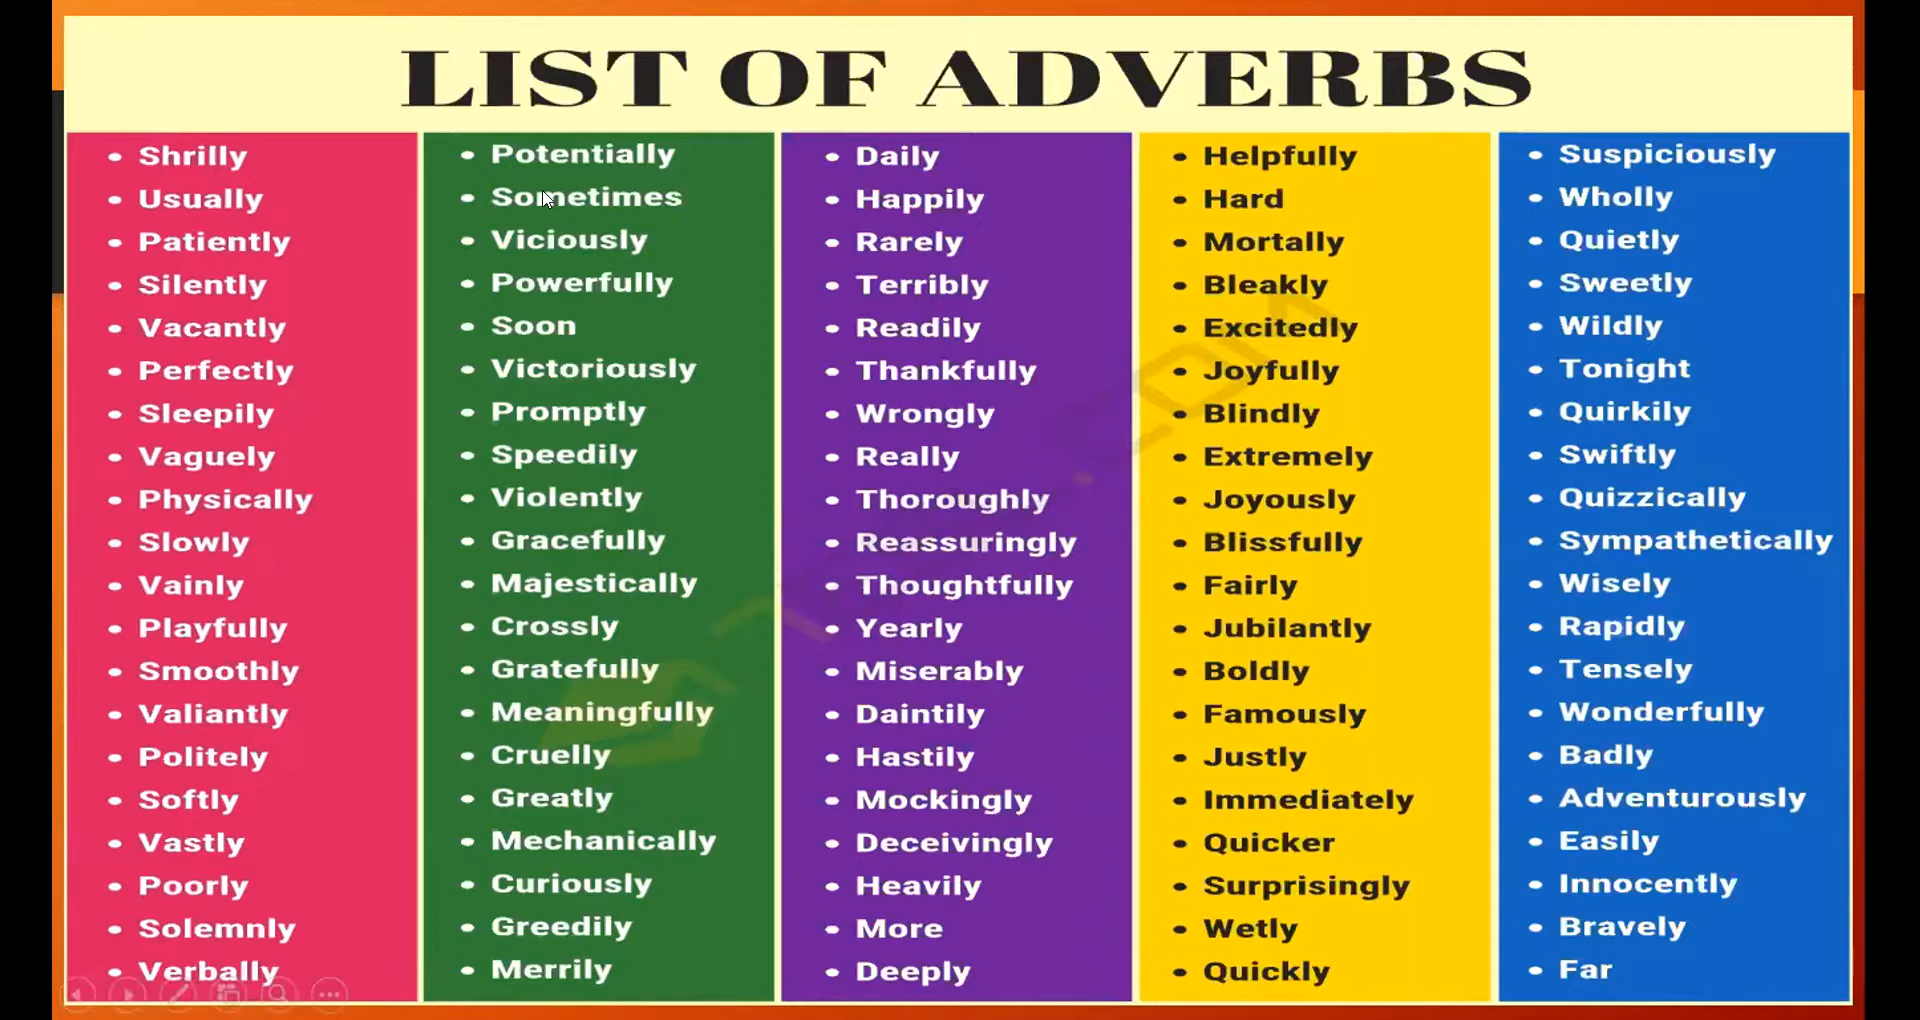 LIST OF ADVERBS
Shrilly
Usually
Patiently
Silently
Vacantly
Perfectly
Sleepily
Vaguely
Physically
Slowly
Vainly
Playfully
Smoothly
Valiantly
Politely
Softly
Vastly
Poorly
Solemnly
Verbally
Potentially
Sometimes
Viciously
Powerfully
Soon
Victoriously
Promptly
Speedily
Violently
Gracefully
Majestically
Crossly
Gratefully
Meaningfully
Cruelly
Greatly
Mechanically
Curiously
Greedily
Merrily
Daily
Happily
Rarely
Terribly
Readily
Thankfully
Wrongly
Really
Thoroughly
Reassuringly
Thoughtfully
Yearly
Miserably
Daintily
Hastily
Mockingly
Deceivingly
Heavily
More
Deeply
Helpfully
Hard
Mortally
Bleakly
Excitedly
Joyfully
Blindly
Extremely
Joyously
Blissfully
Fairly
Jubilantly
Boldly
Famously
Justly
Immediately
Quicker
Surprisingly
Wetly
Quickly
Suspiciously
Wholly
Quietly
Sweetly
Wildly
Tonight
Quirkily
Swiftly
Quizzically
Sympathetically
Wisely
Rapidly
Tensely
Wonderfully
Badly
Adventurously
Easily
Innocently
Bravely
Far